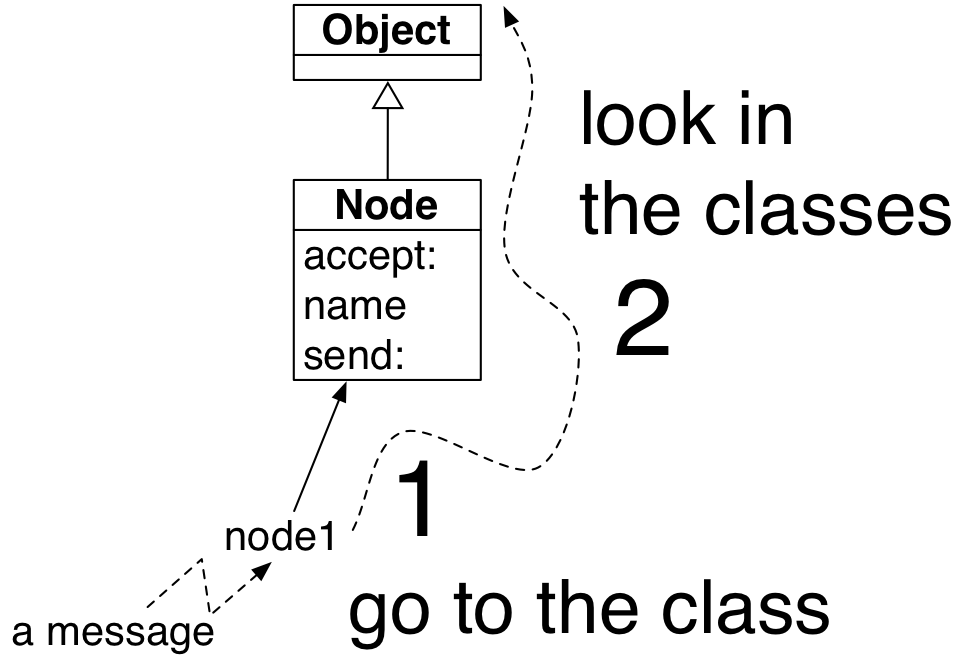 Object
look in
the classes
Node
accept:
name
send:
2
1
node1
go to the class
a message